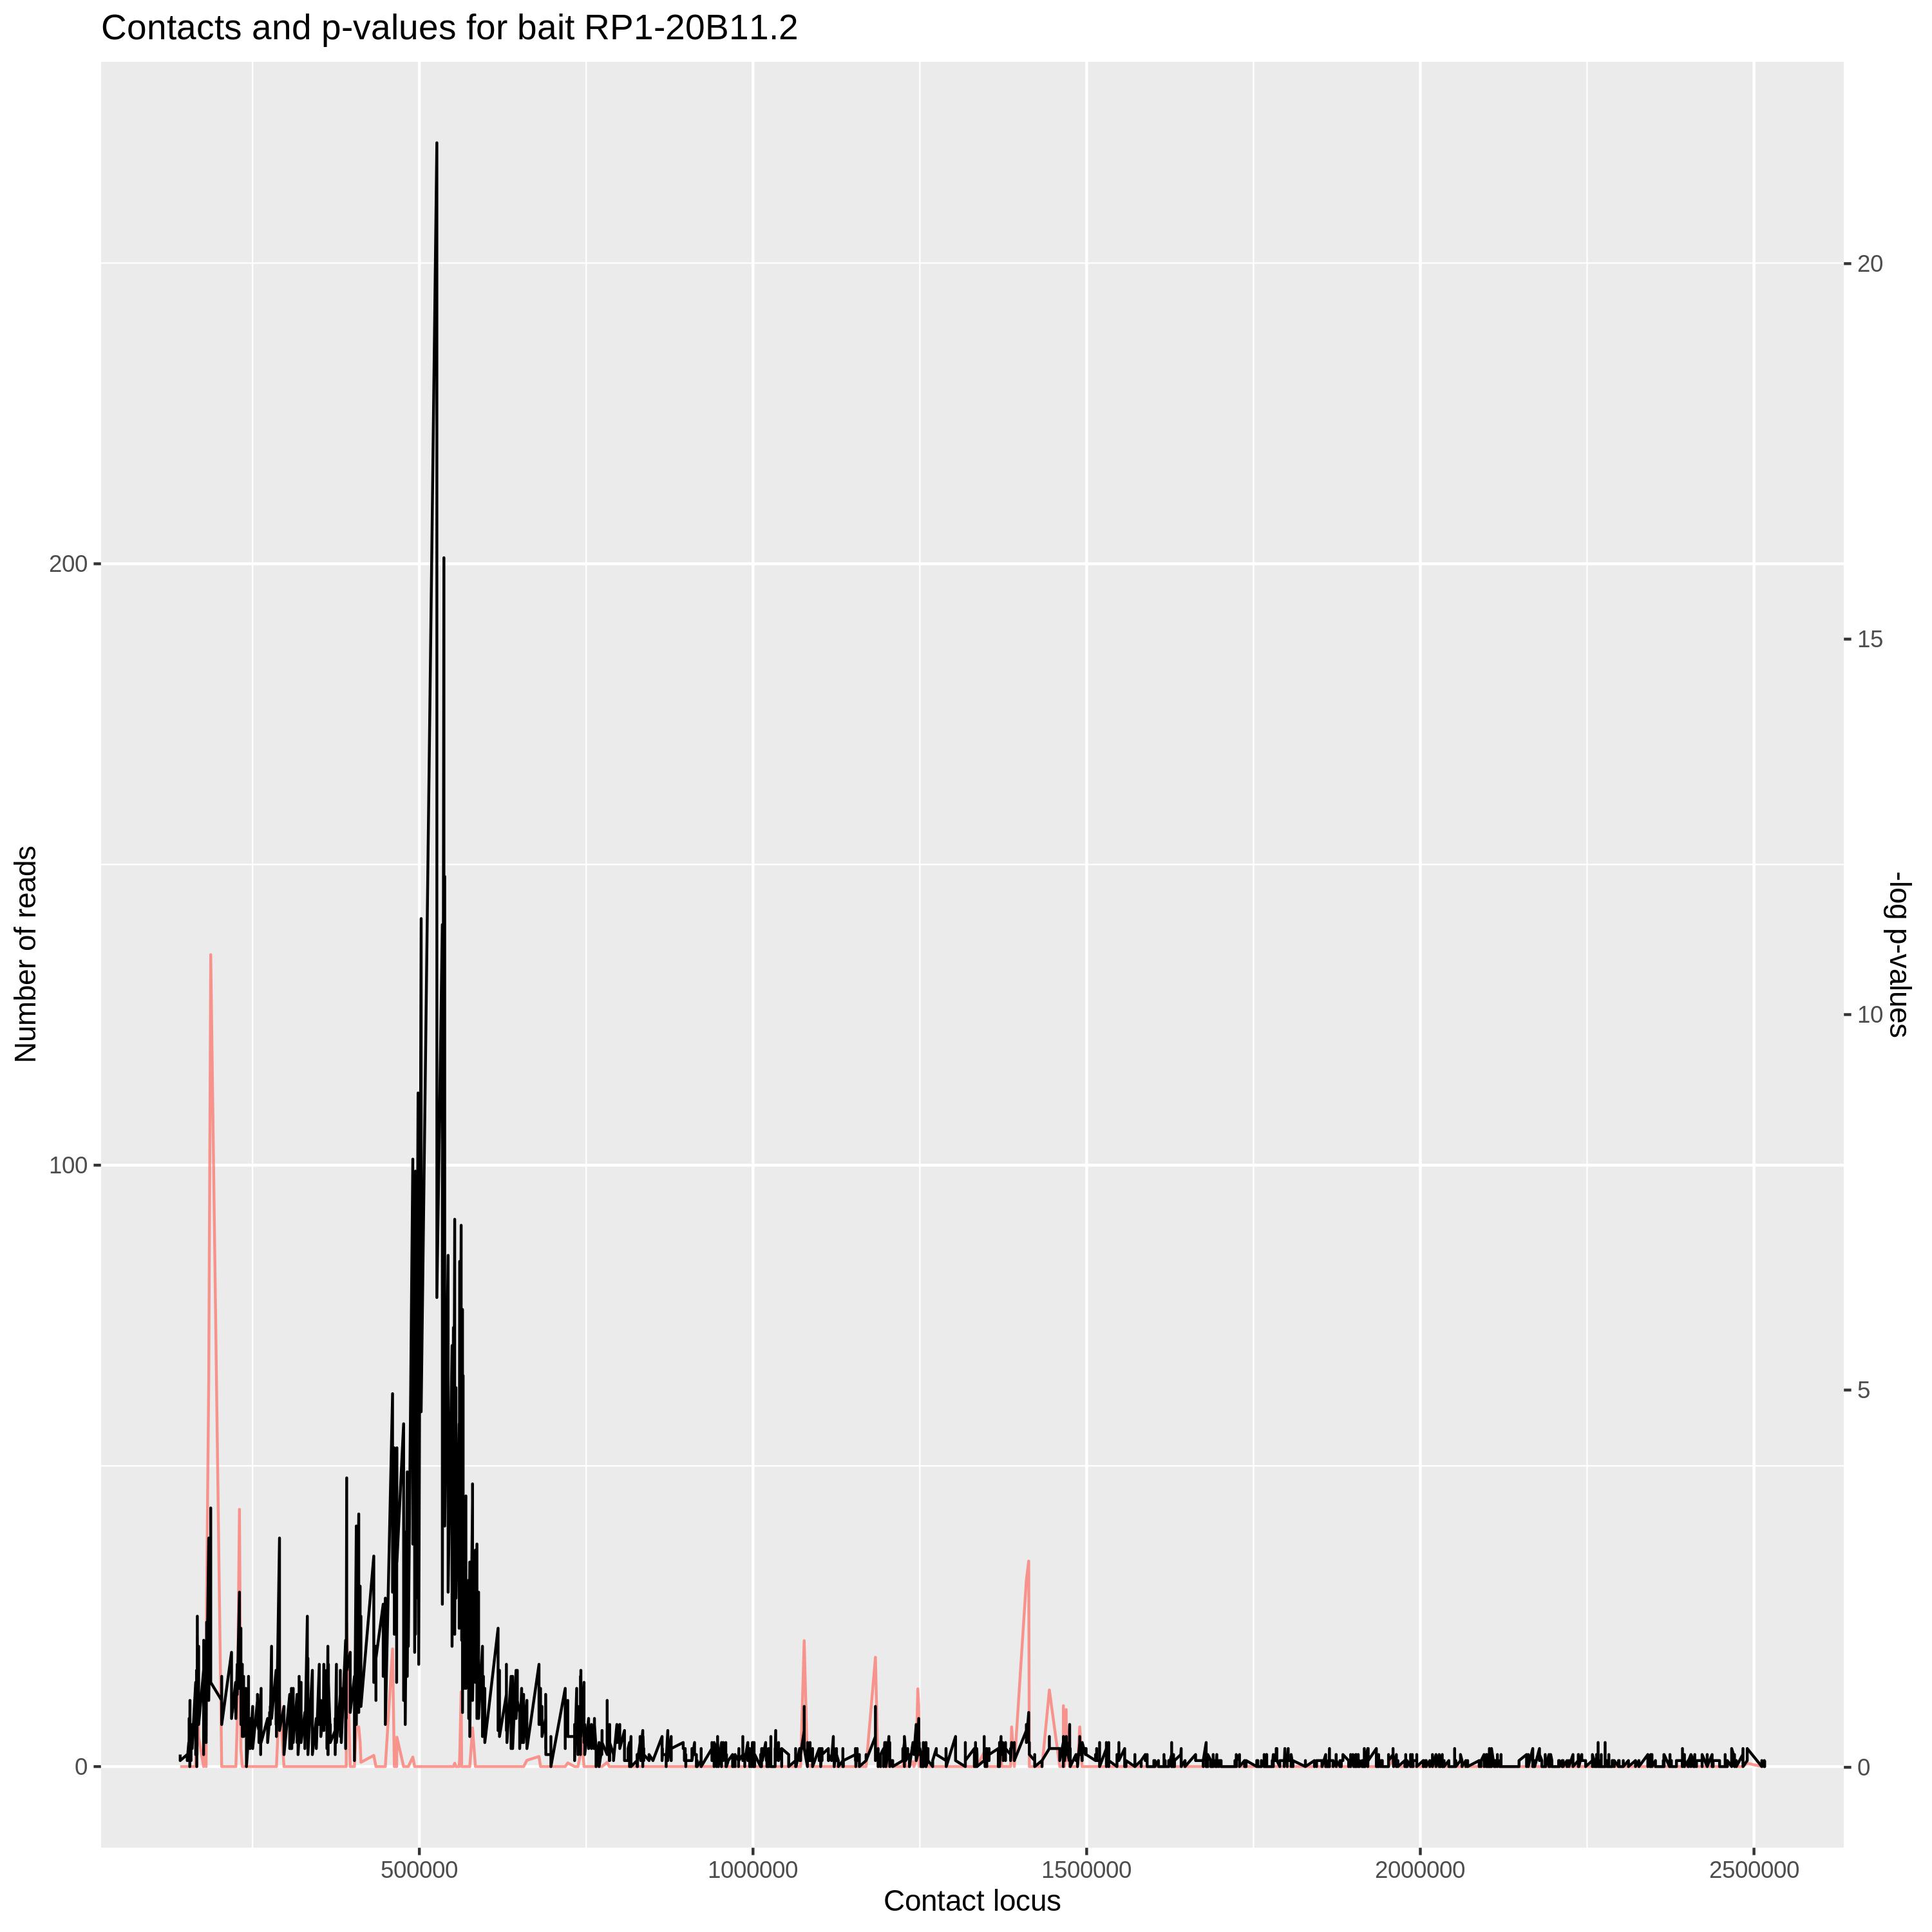 Contacts and p-values for bait RP1-20B11.2
Number of reads
200
100
0
20
15
10
5
0
-log p-values
500000 1000000 1500000 2000000 2500000
Contact locus